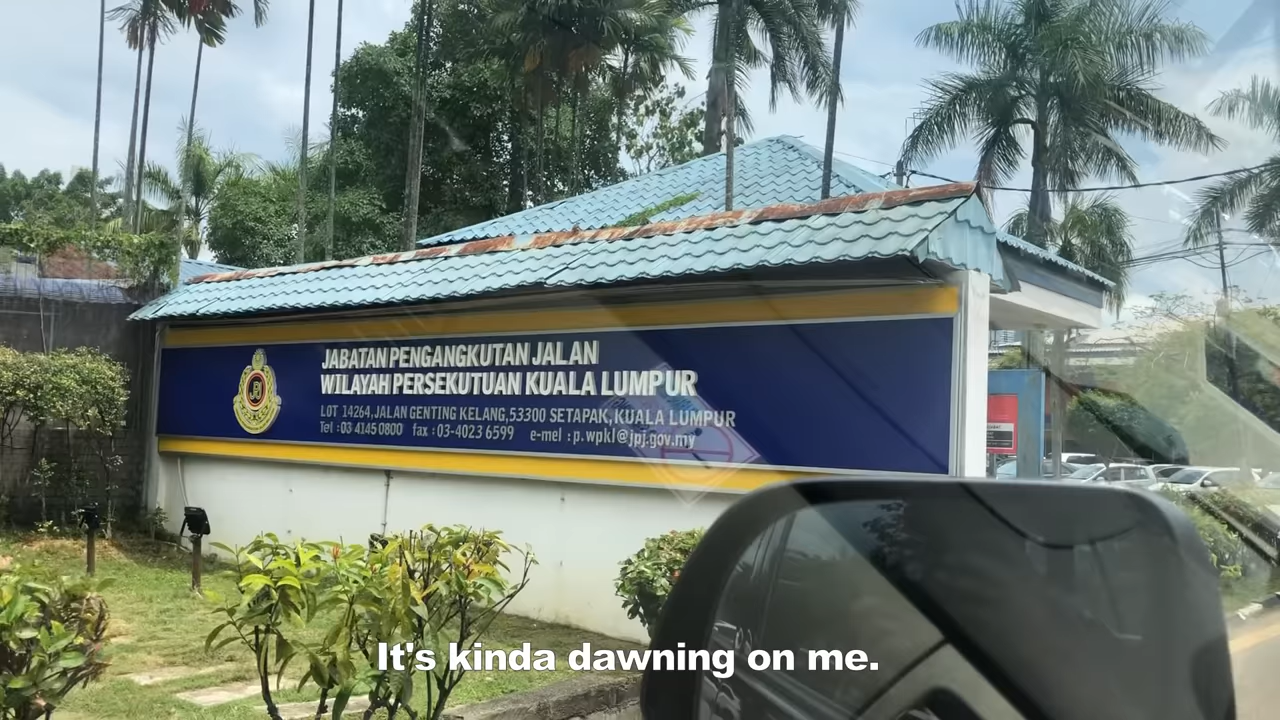 JABATAN PENGANGKUTAN JALAN
WILAYAH PERSEKUTUAN KUALA LUMPUR
LOT 14264, JALAN GENTING KELANG, 53300 SETAPAK, KUALA LUMPUR
Tel : 03 4145 0800 fax : 03-4023 6599 e-mel : p.wpkl@jpj.gov.my
JPJ
It's kinda dawning on me.